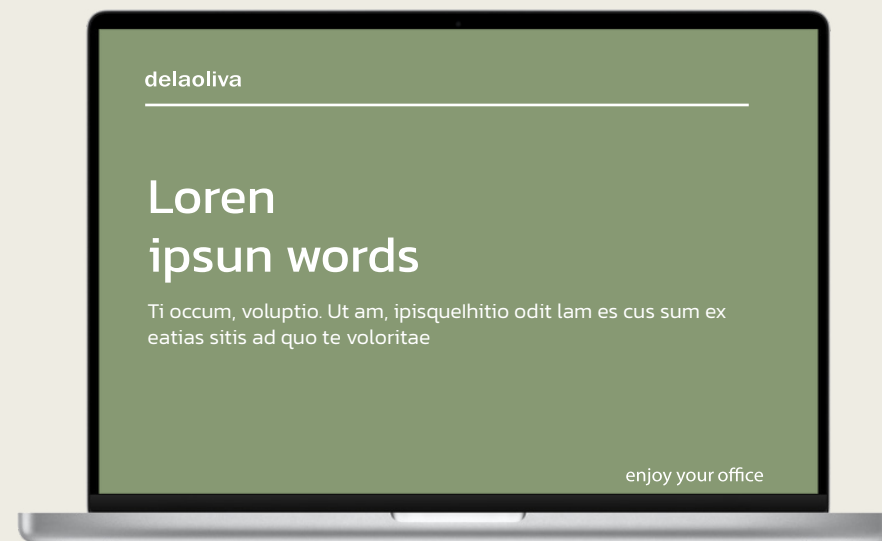 delaoliva
Loren
ipsun words
Ti occum, voluptio. Ut am, ipisquelhitio odit lam es cus sum ex
eatias sitis ad quo te voloritae
enjoy your office